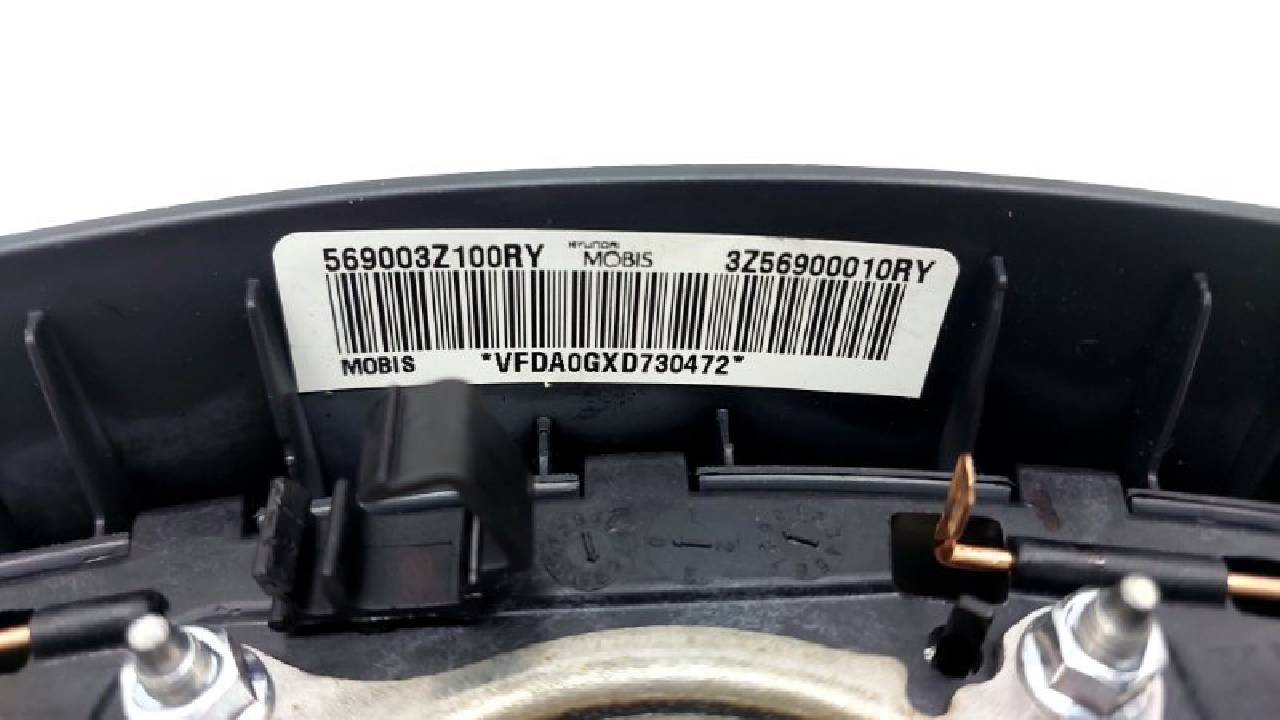 569003Z100RY HYUNDAI MOBIS 3Z56900010RY
MOBIS *VFDA0GXD730472*